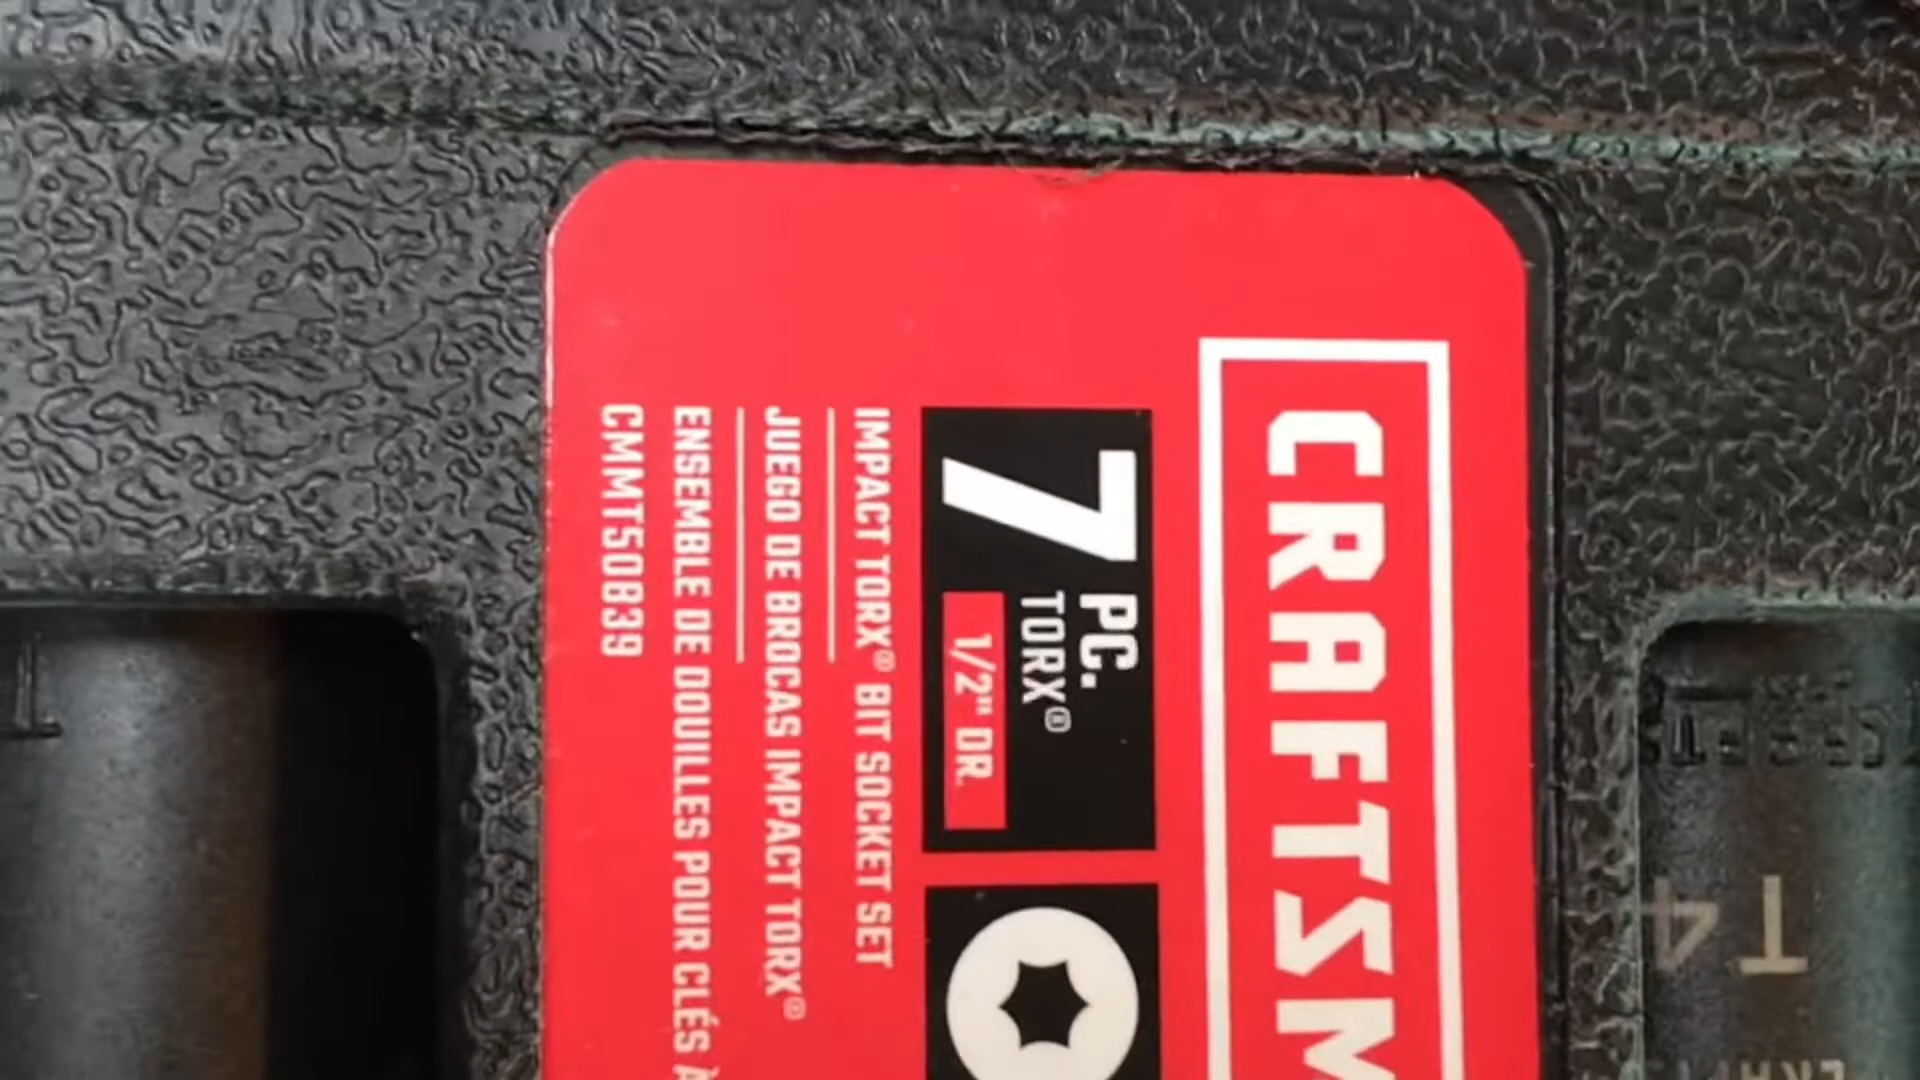 CRAFTSM
7 PC.
TORX®
1/2" DR.
IMPACT TORX® BIT SOCKET SET
JUEGO DE BROCAS IMPACT TORX®
ENSEMBLE DE DOUILLES POUR CLÉS À
CMMT50839
T4